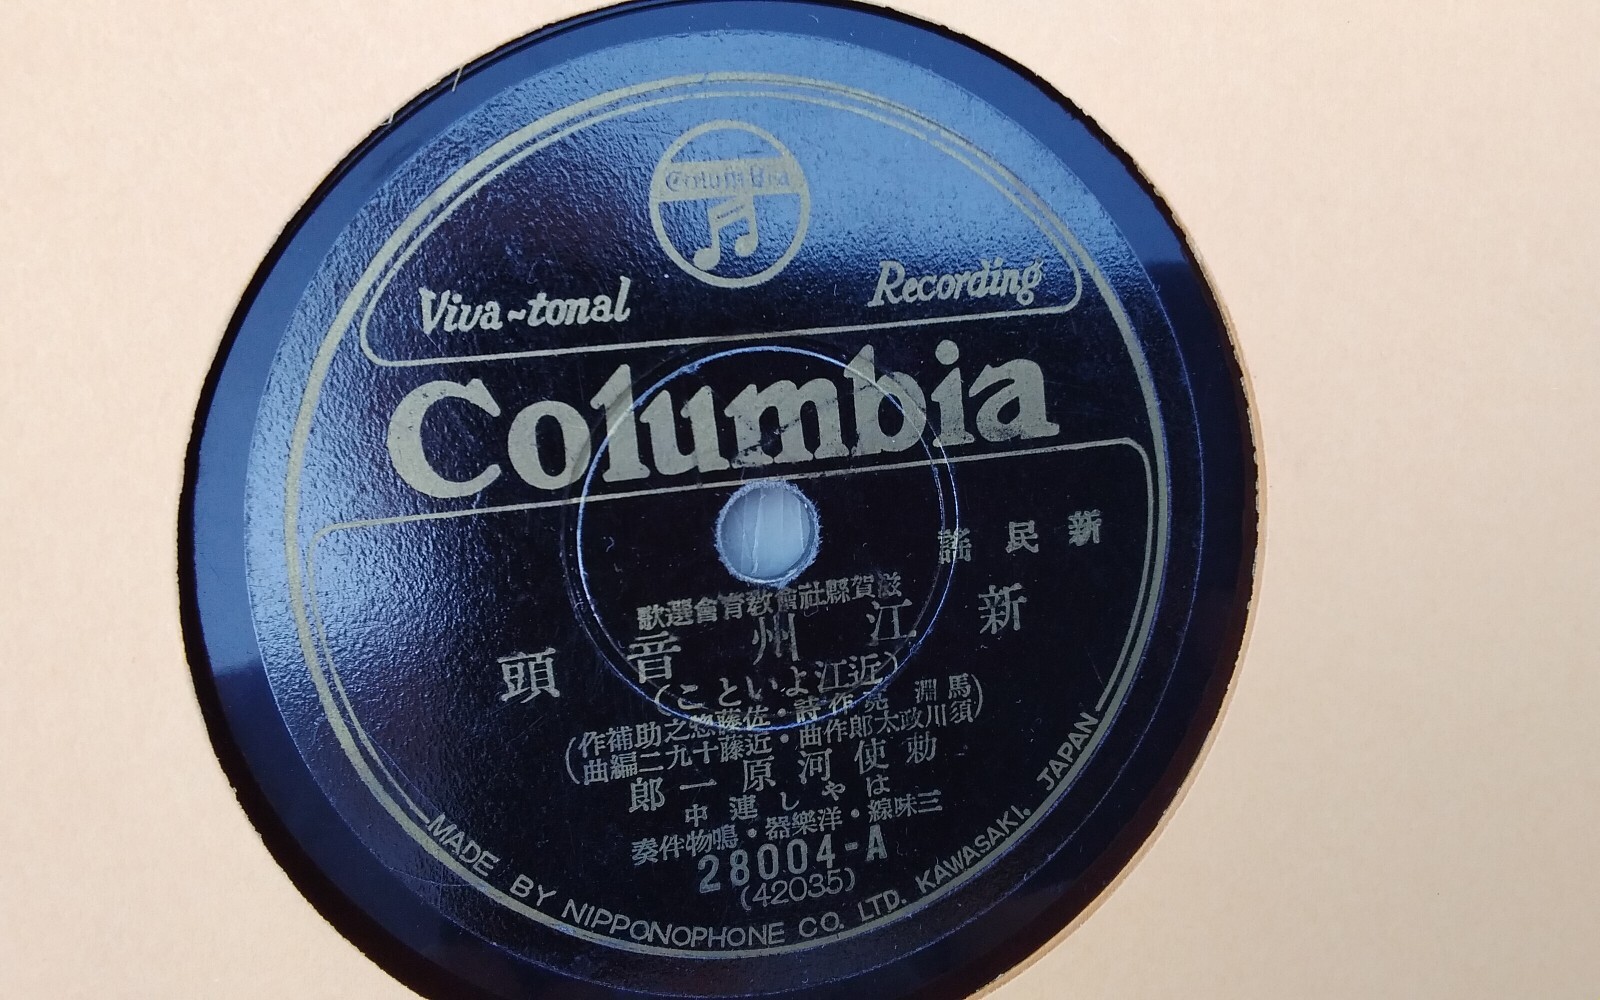 Columbia
Viva-tonal Recording
Columbia
新民謠
滋賀縣社會教育會選歌
新江州音頭
(近江よいとこ)
(馬淵亮作詩・佐藤惣之助補作
須川政太郎作曲・近藤十九二編曲)
勅使河原一郎
はやし連中
三味線・洋樂器・鳴物伴奏
28004-A
(42035)
MADE BY NIPPONOPHONE CO. LTD. KAWASAKI, JAPAN